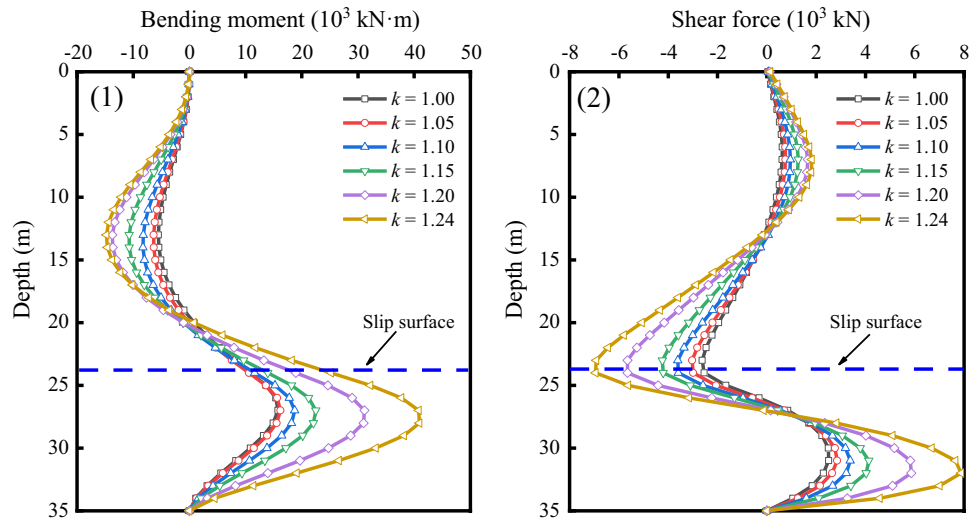 Bending moment (10³ kN·m)
-20 -10 0 10 20 30 40 50
0
5
10
15
20
25
30
35
Depth (m)
(1)
k = 1.00
k = 1.05
k = 1.10
k = 1.15
k = 1.20
k = 1.24
Slip surface
Shear force (10³ kN)
-8 -6 -4 -2 0 2 4 6 8
0
5
10
15
20
25
30
35
Depth (m)
(2)
k = 1.00
k = 1.05
k = 1.10
k = 1.15
k = 1.20
k = 1.24
Slip surface